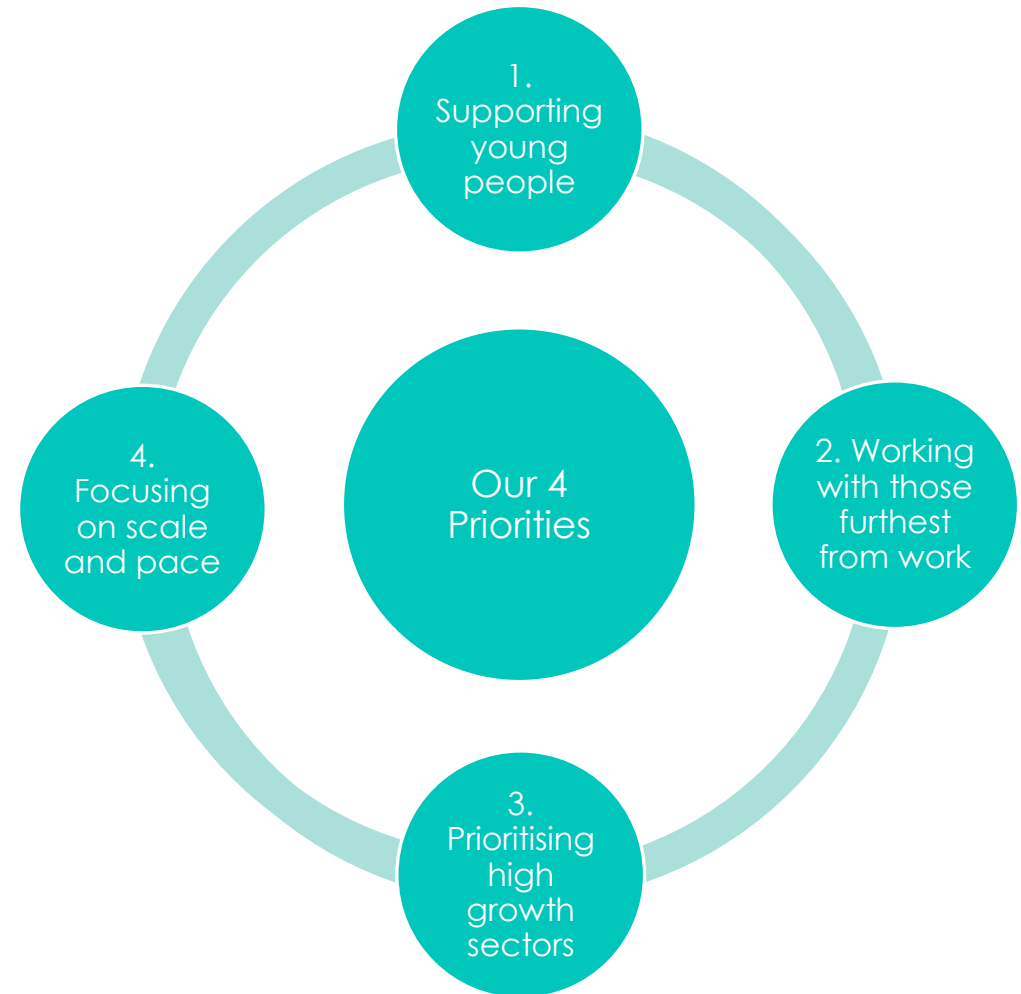 1.
Supporting
young
people
Our 4
Priorities
2. Working
with those
furthest
from work
3.
Prioritising
high
growth
sectors
4.
Focusing
on scale
and pace